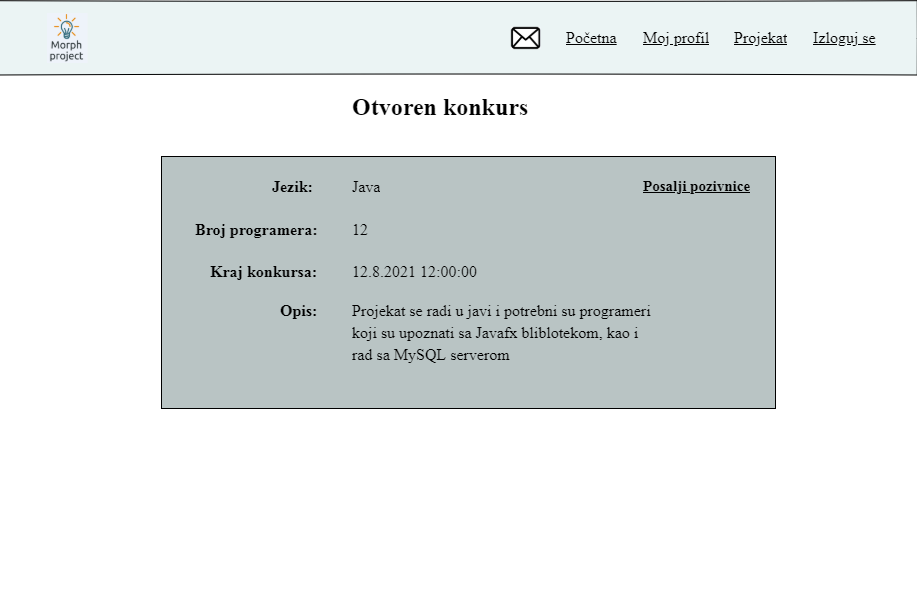 Morph
project
Početna Moj profil Projekat Izloguj se
Otvoren konkurs
Jezik: Java Posalji pozivnice
Broj programera: 12
Kraj konkursa: 12.8.2021 12:00:00
Opis: Projekat se radi u javi i potrebni su programeri
koji su upoznati sa Javafx bliblotekom, kao i
rad sa MySQL serverom